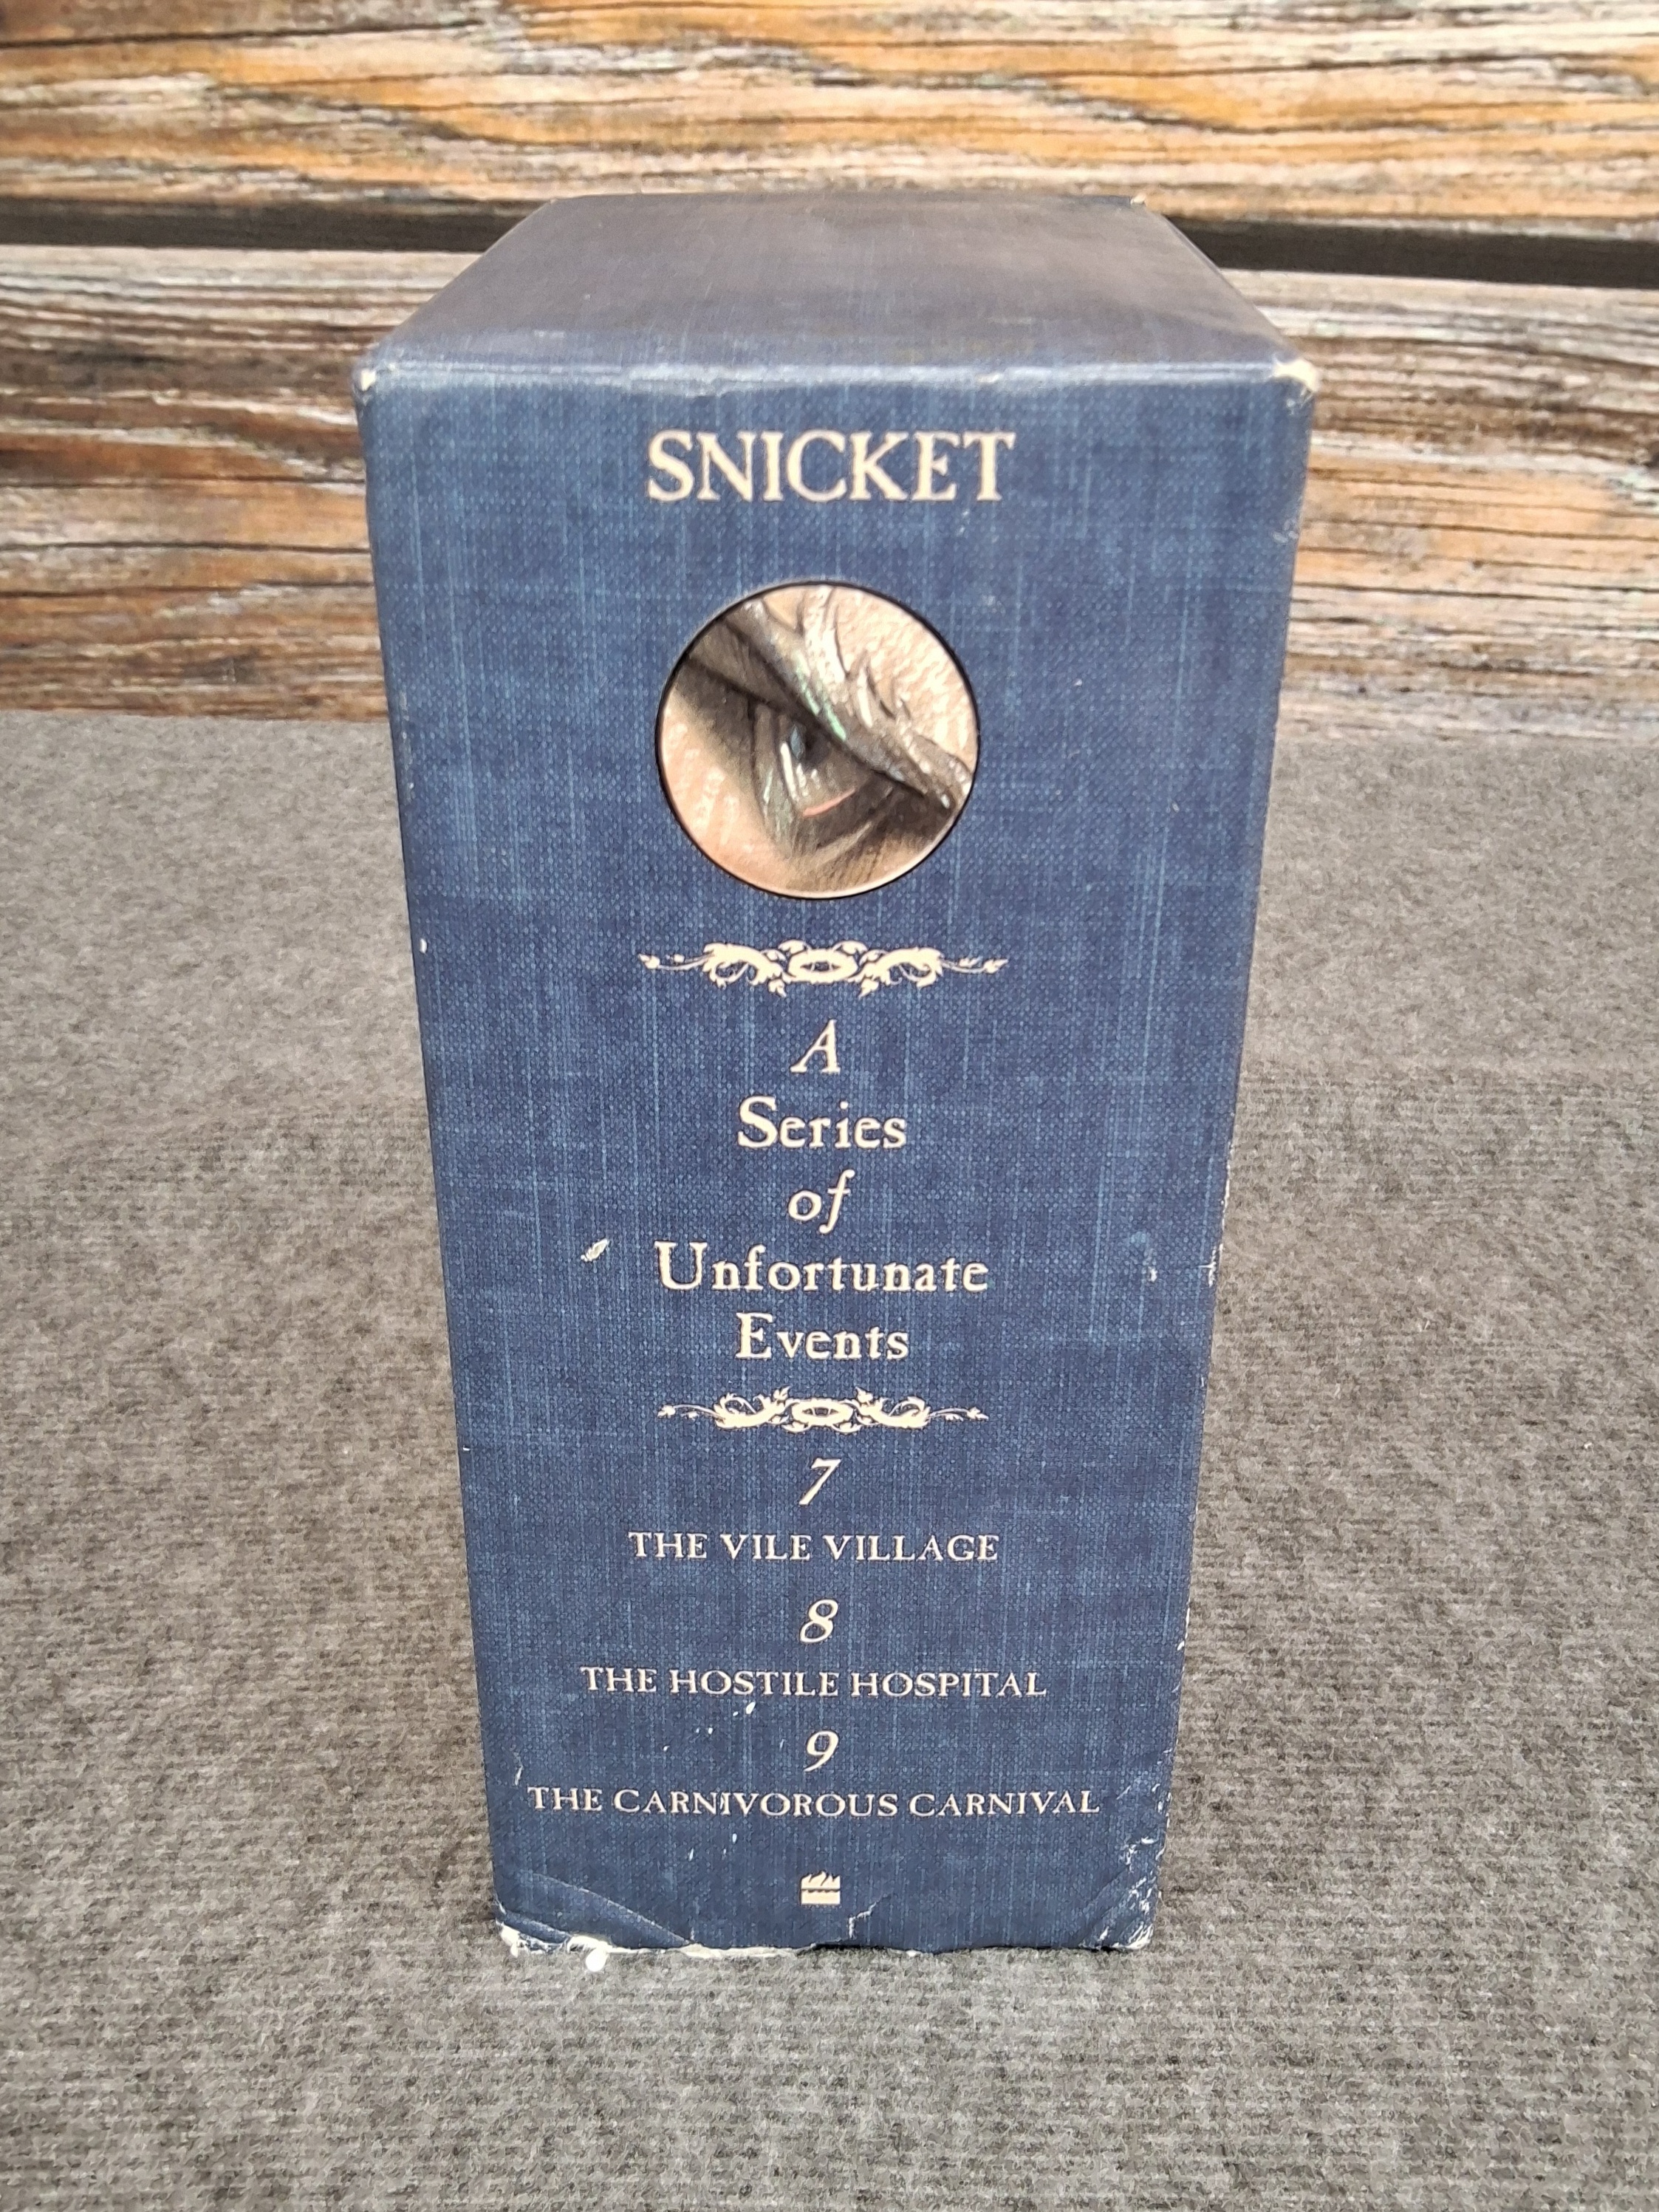 SNICKET
A
Series
of
Unfortunate
Events
7
THE VILE VILLAGE
8
THE HOSTILE HOSPITAL
9
THE CARNIVOROUS CARNIVAL